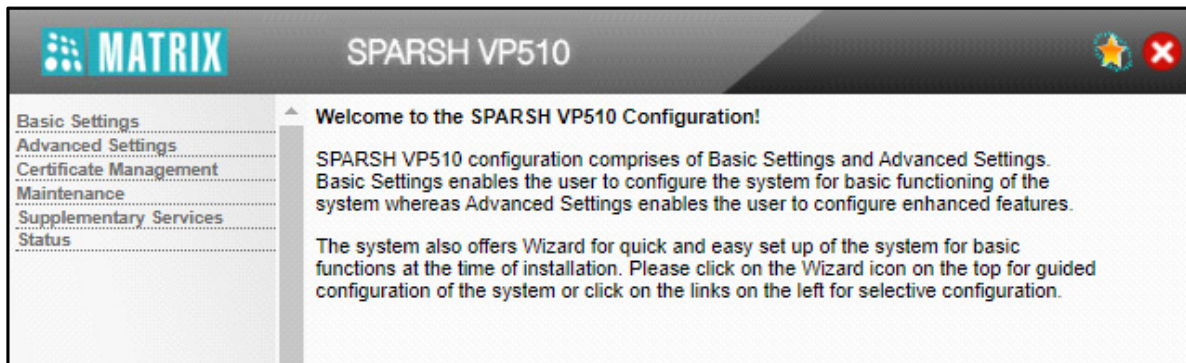 MATRIX
SPARSH VP510
Basic Settings
Advanced Settings
Certificate Management
Maintenance
Supplementary Services
Status
Welcome to the SPARSH VP510 Configuration!
SPARSH VP510 configuration comprises of Basic Settings and Advanced Settings.
Basic Settings enables the user to configure the system for basic functioning of the
system whereas Advanced Settings enables the user to configure enhanced features.
The system also offers Wizard for quick and easy set up of the system for basic
functions at the time of installation. Please click on the Wizard icon on the top for guided
configuration of the system or click on the links on the left for selective configuration.